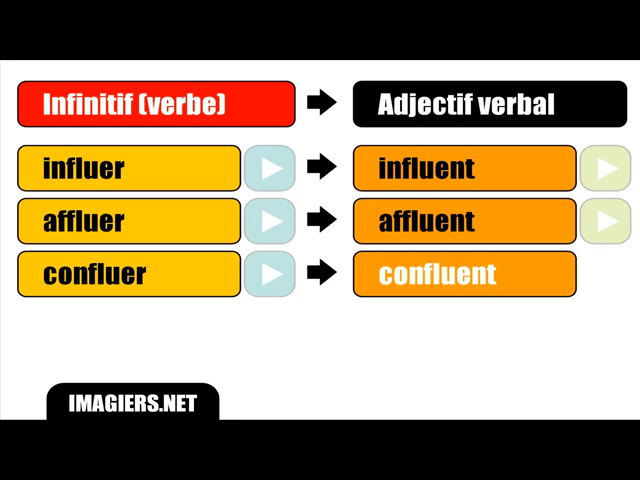 Infinitif (verbe) Adjectif verbal
influer influent
affluer affluent
confluer confluent
IMAGIERS.NET